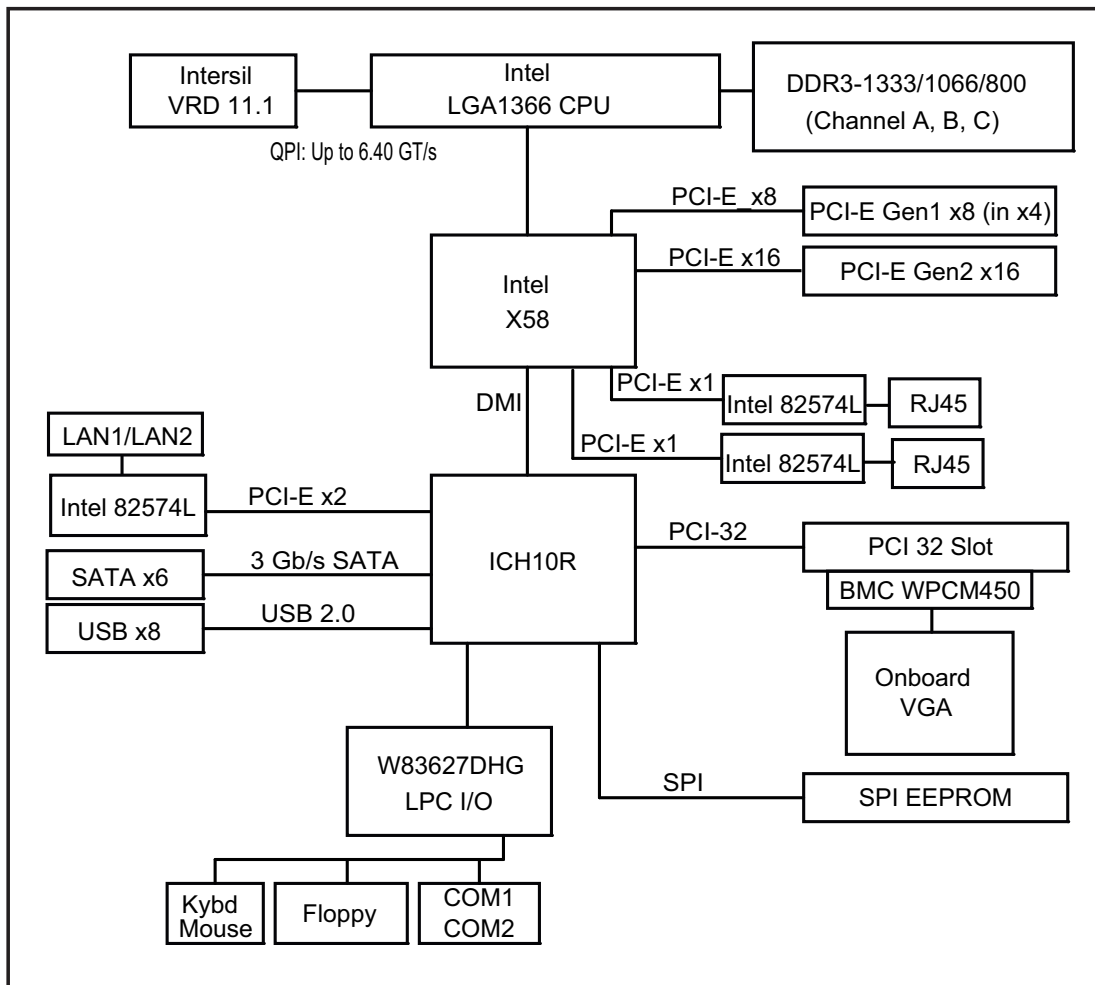 Intersil
VRD 11.1
Intel
LGA1366 CPU
DDR3-1333/1066/800
(Channel A, B, C)
QPI: Up to 6.40 GT/s
PCI-E_x8
PCI-E Gen1 x8 (in x4)
PCI-E x16
PCI-E Gen2 x16
Intel
X58
PCI-E x1
Intel 82574L
RJ45
DMI
PCI-E x1
Intel 82574L
RJ45
LAN1/LAN2
Intel 82574L
PCI-E x2
PCI-32
PCI 32 Slot
ICH10R
SATA x6
3 Gb/s SATA
BMC WPCM450
USB x8
USB 2.0
Onboard
VGA
W83627DHG
LPC I/O
SPI
SPI EEPROM
Kybd
Mouse
Floppy
COM1
COM2